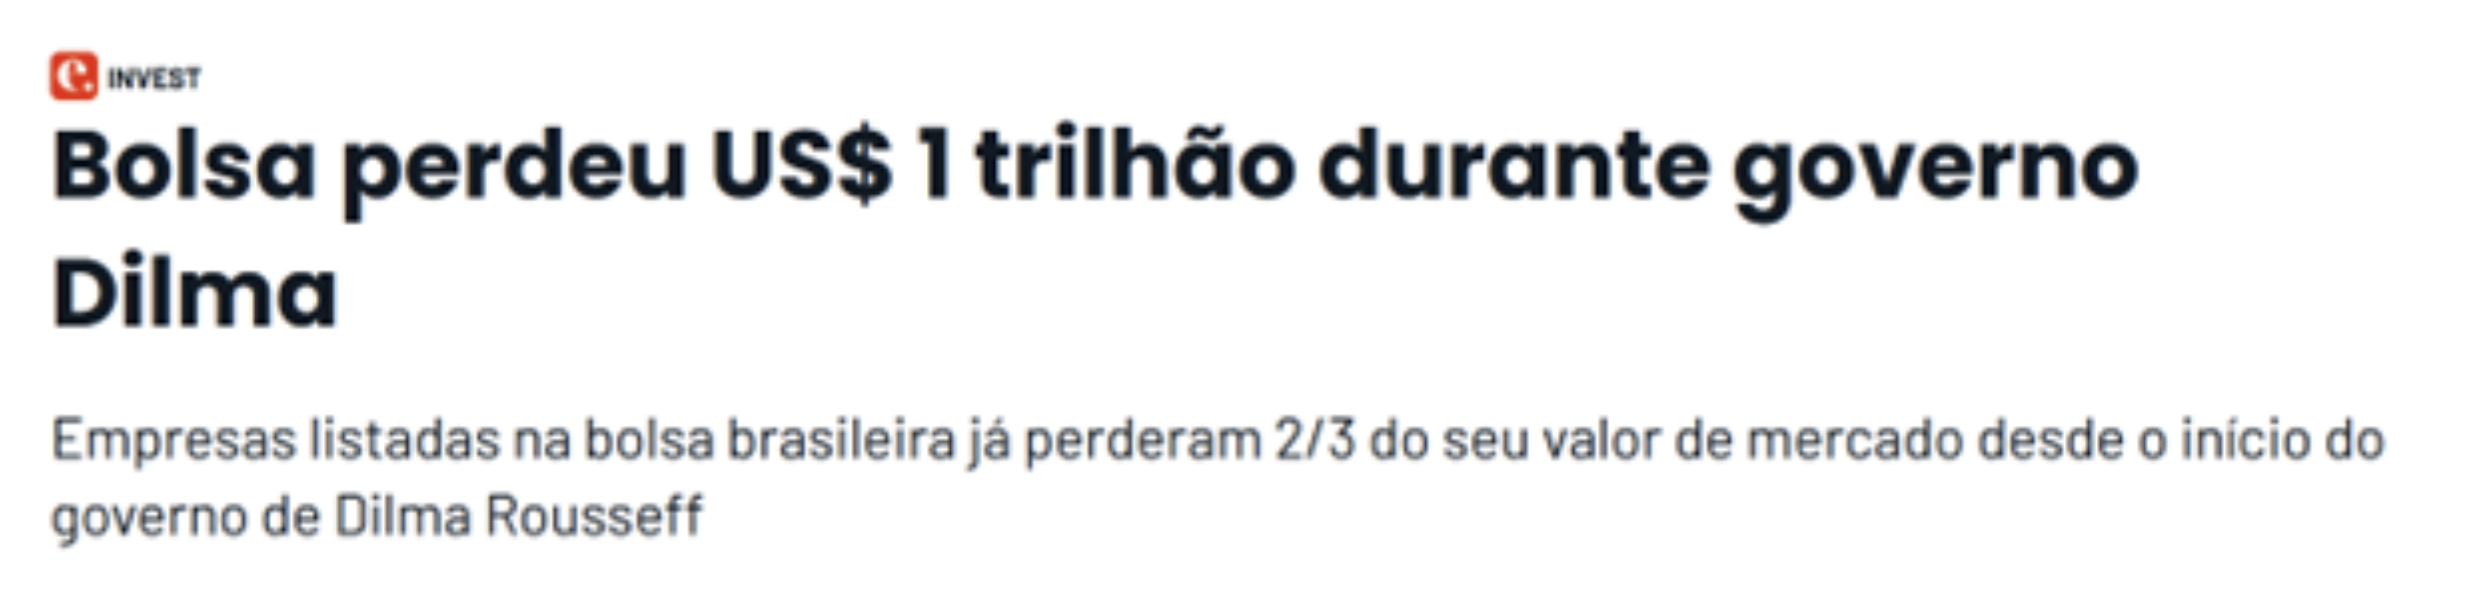 e. INVEST
Bolsa perdeu US$ 1 trilhão durante governo
Dilma
Empresas listadas na bolsa brasileira já perderam 2/3 do seu valor de mercado desde o início do
governo de Dilma Rousseff